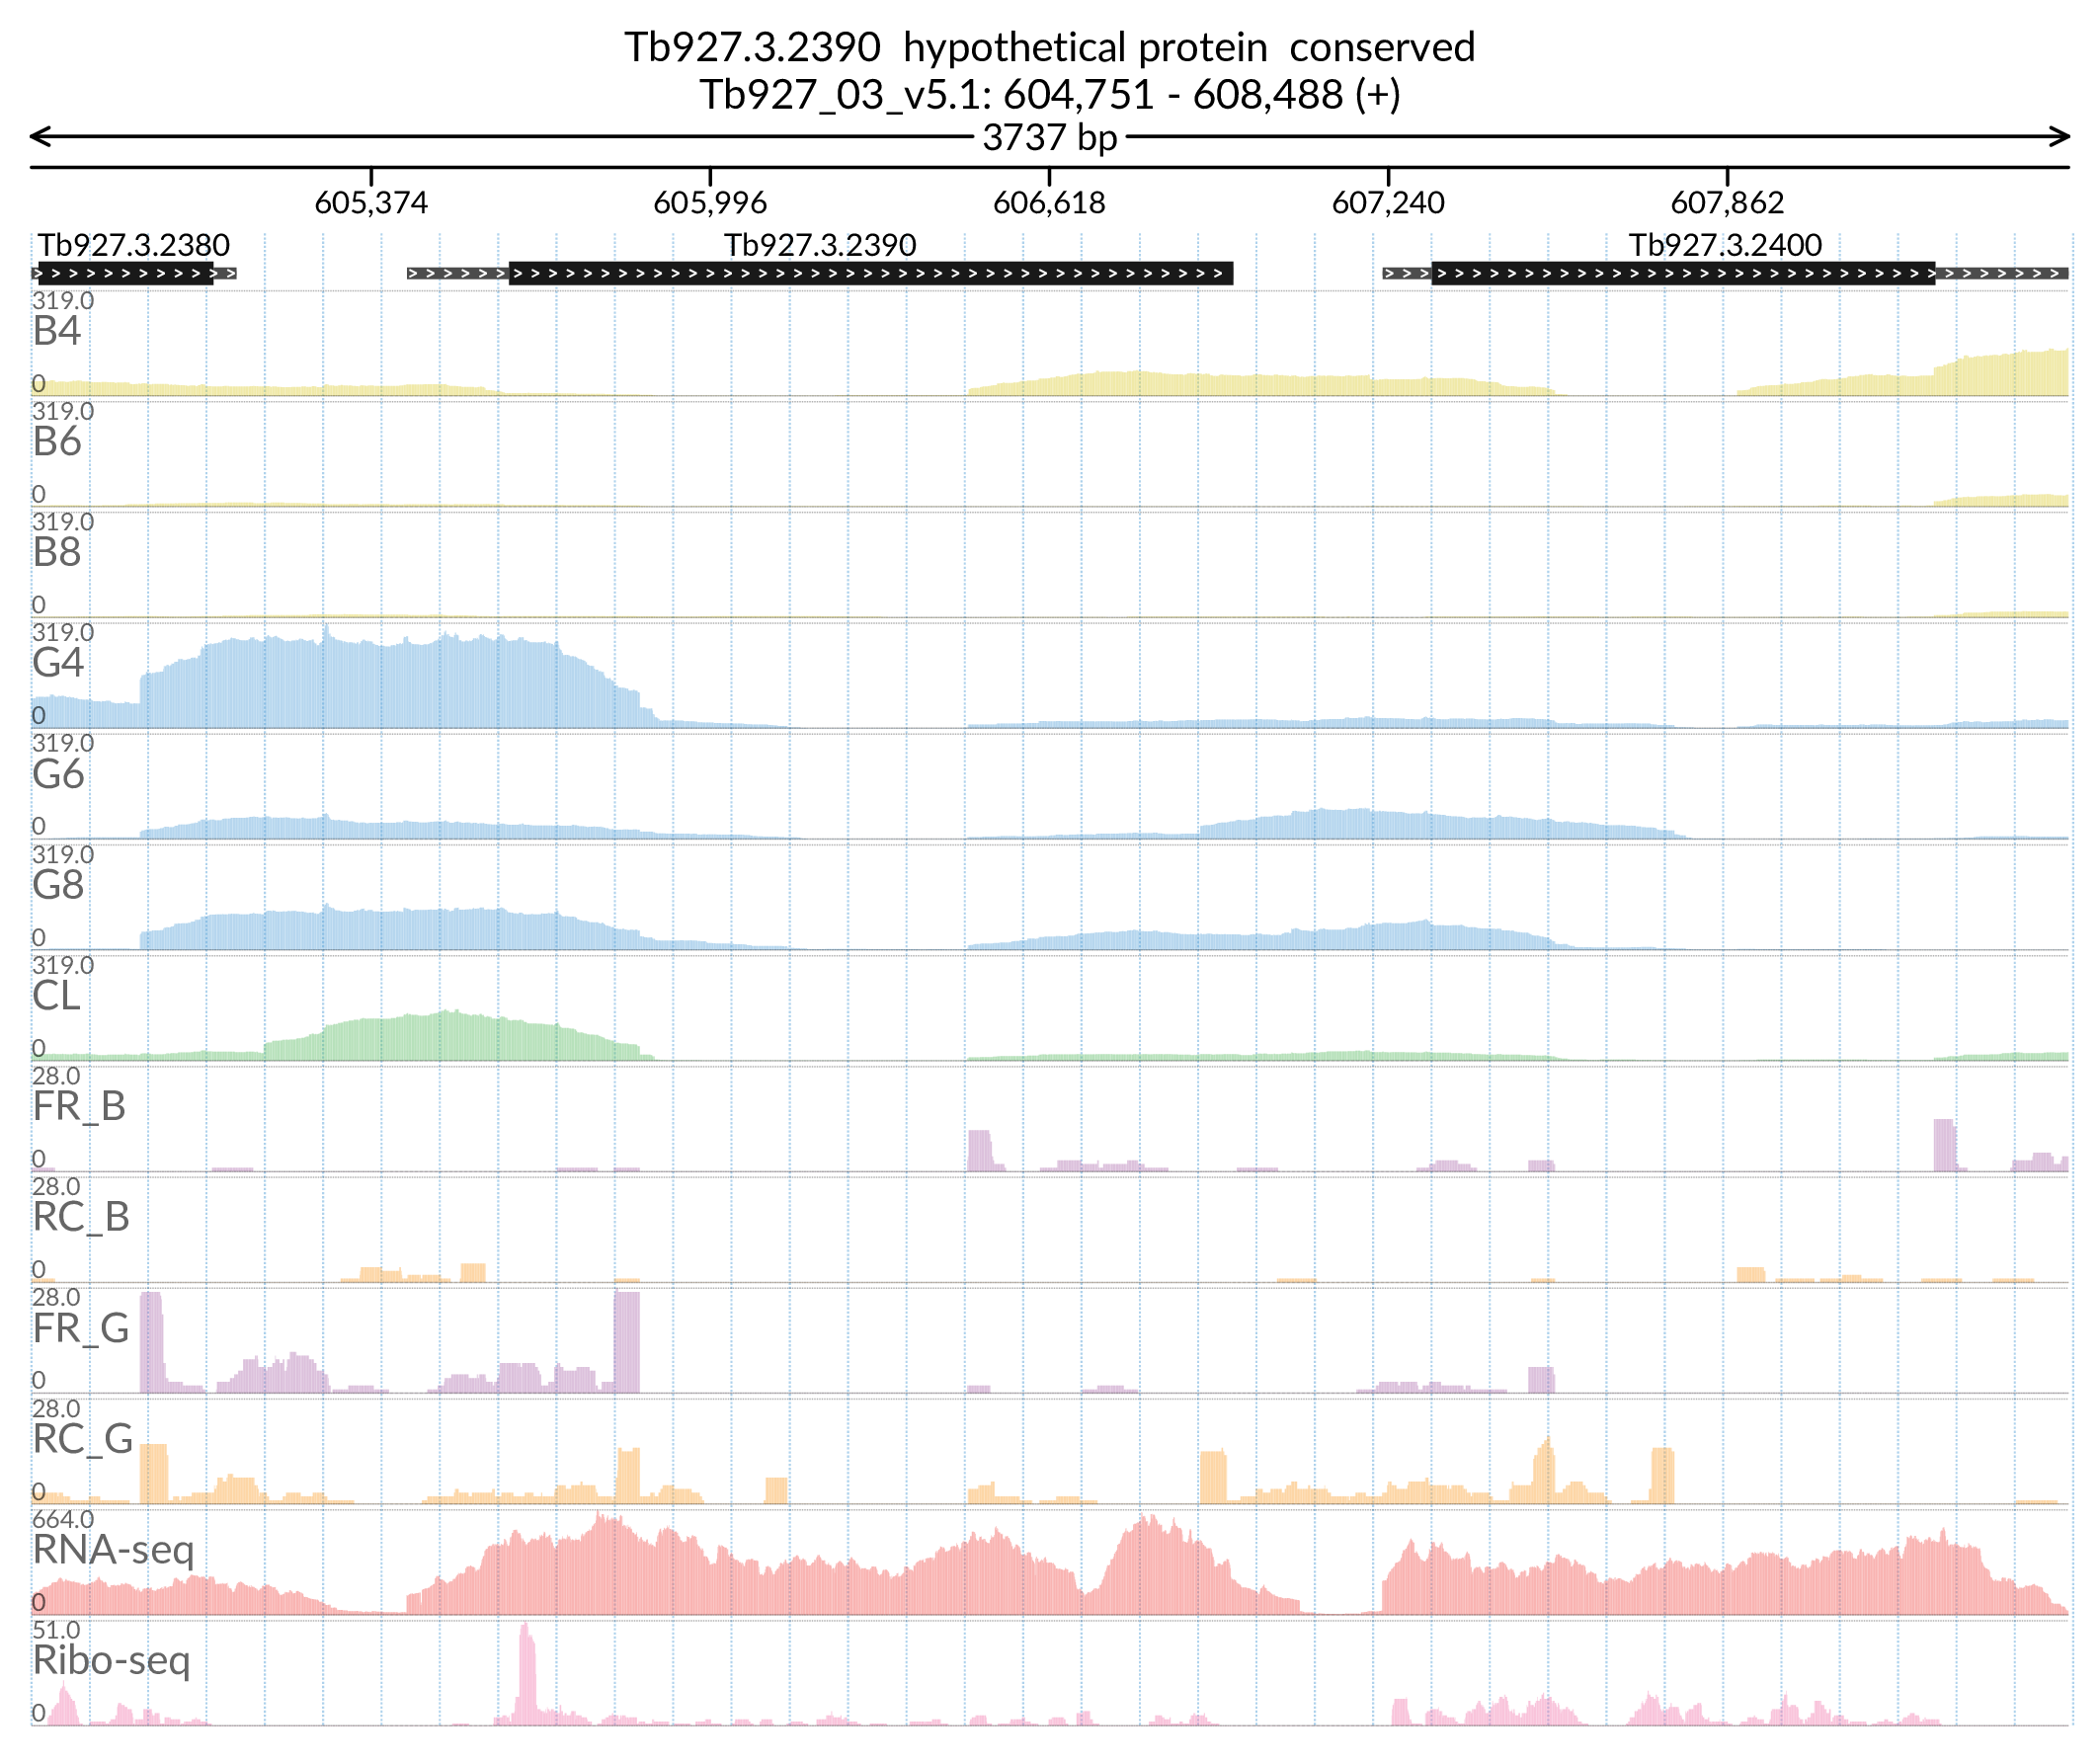 Tb927.3.2390  hypothetical protein  conserved
Tb927_03_v5.1: 604,751 - 608,488 (+)
3737 bp
605,374 605,996 606,618 607,240 607,862
Tb927.3.2380 Tb927.3.2390 Tb927.3.2400
319.0
B4
0
319.0
B6
0
319.0
B8
0
319.0
G4
0
319.0
G6
0
319.0
G8
0
319.0
CL
0
28.0
FR_B
0
28.0
RC_B
0
28.0
FR_G
0
28.0
RC_G
0
664.0
RNA-seq
0
51.0
Ribo-seq
0